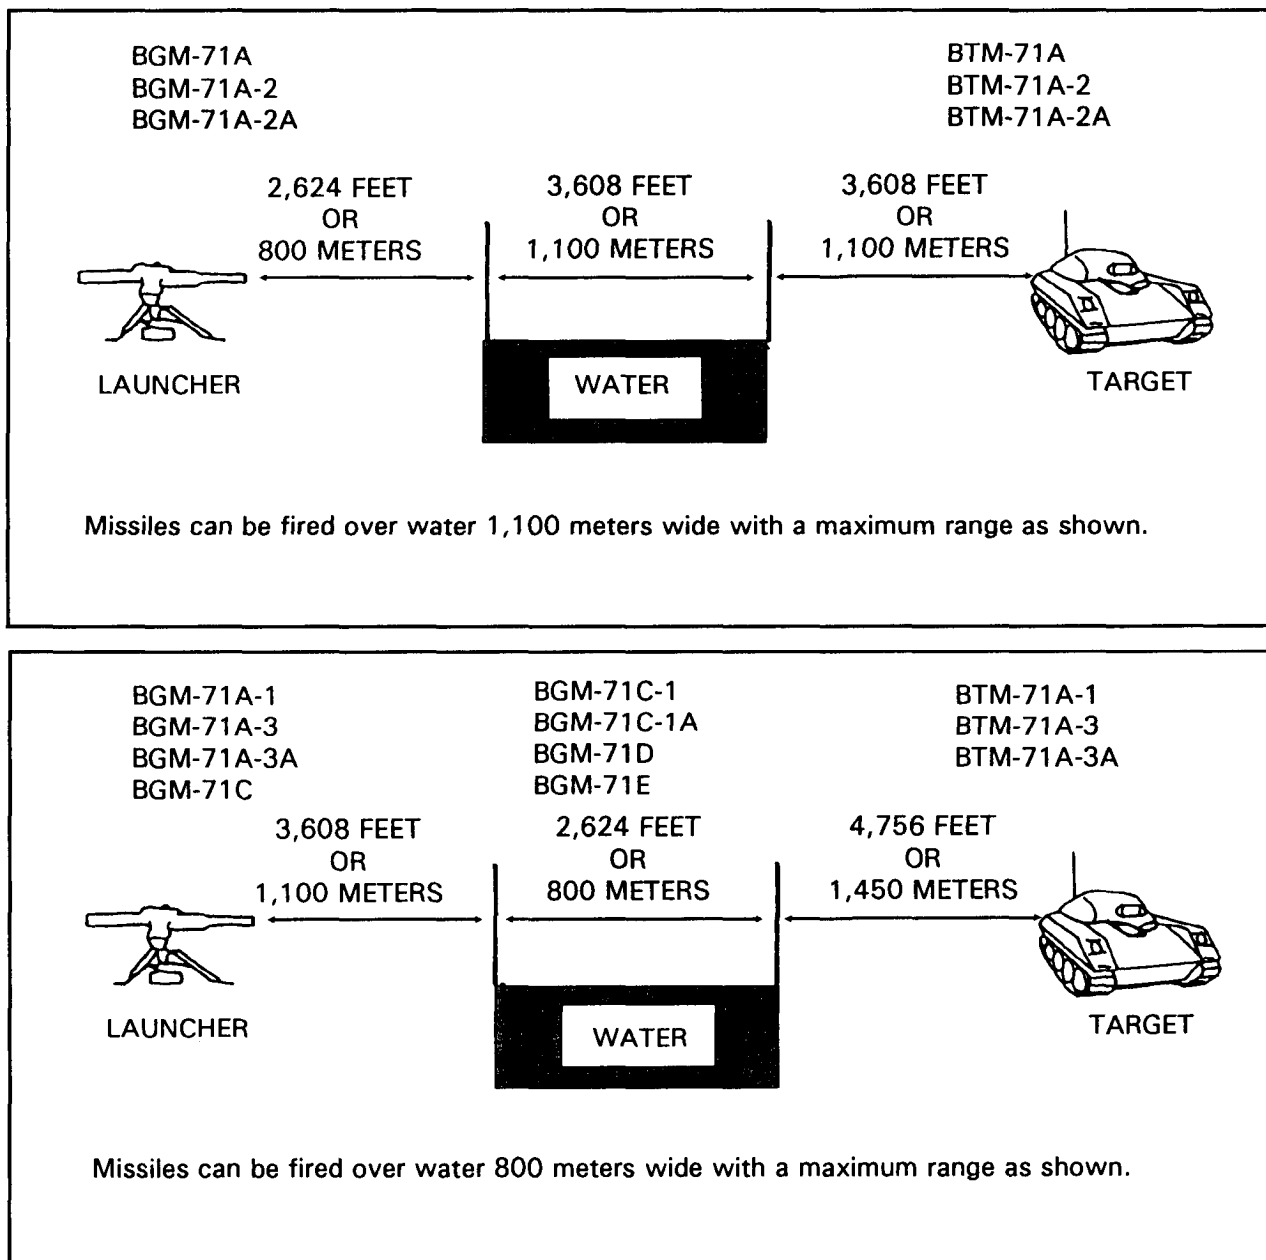 BGM-71A
BGM-71A-2
BGM-71A-2A
BTM-71A
BTM-71A-2
BTM-71A-2A
2,624 FEET
OR
800 METERS
3,608 FEET
OR
1,100 METERS
3,608 FEET
OR
1,100 METERS
LAUNCHER
WATER
TARGET
Missiles can be fired over water 1,100 meters wide with a maximum range as shown.
BGM-71A-1
BGM-71A-3
BGM-71A-3A
BGM-71C
BGM-71C-1
BGM-71C-1A
BGM-71D
BGM-71E
BTM-71A-1
BTM-71A-3
BTM-71A-3A
3,608 FEET
OR
1,100 METERS
2,624 FEET
OR
800 METERS
4,756 FEET
OR
1,450 METERS
LAUNCHER
WATER
TARGET
Missiles can be fired over water 800 meters wide with a maximum range as shown.